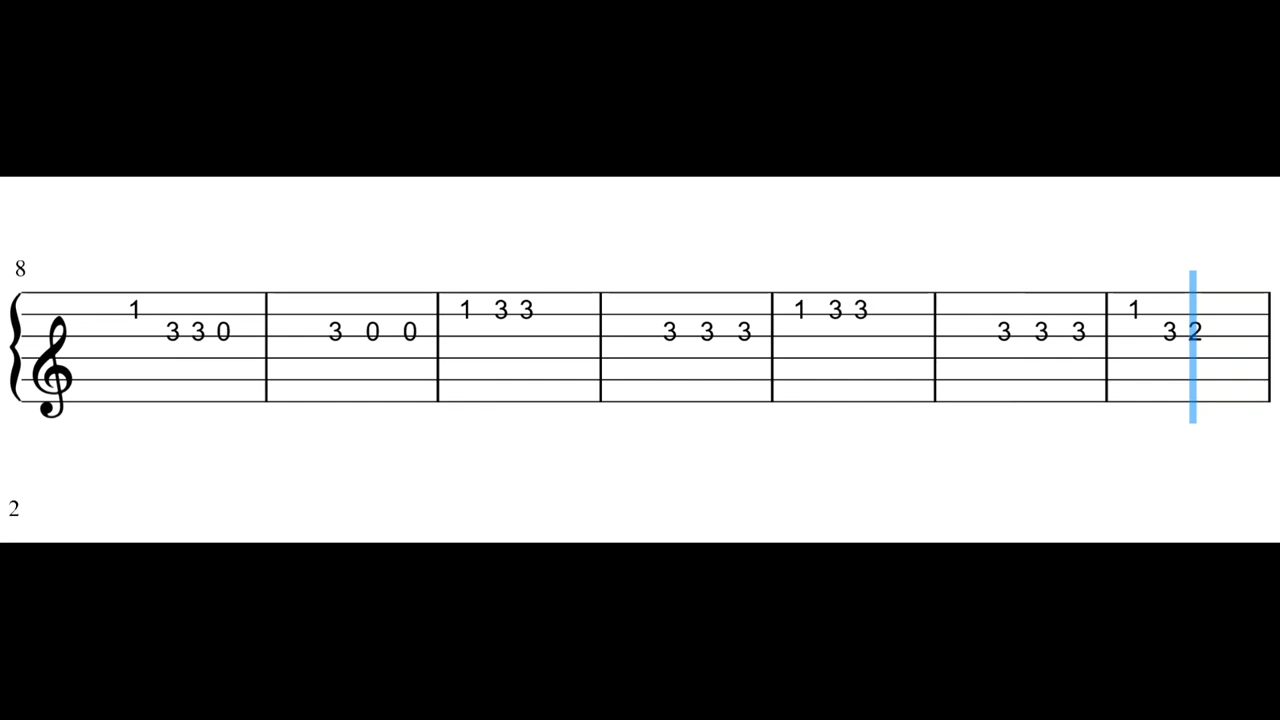 8
1 1 3 3 1 3 3 1
3 3 0 3 0 0 3 3 3 3 3 3 3 2
2